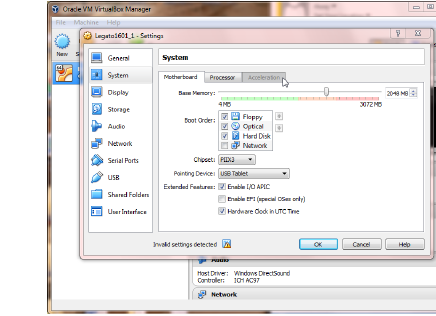 Oracle VM VirtualBox Manager
File Machine Help
Legato1601_1 - Settings
New
General
System
Display
Storage
Audio
Network
Serial Ports
USB
Shared Folders
User Interface
System
Motherboard Processor Acceleration
Base Memory: 2048 MB
4 MB 3072 MB
Boot Order: Floppy
Optical
Hard Disk
Network
Chipset: PIIX3
Pointing Device: USB Tablet
Extended Features: Enable I/O APIC
Enable EFI (special OSes only)
Hardware Clock in UTC Time
Invalid settings detected
OK Cancel Help
Audio
Host Driver: Windows DirectSound
Controller: ICH AC97
Network